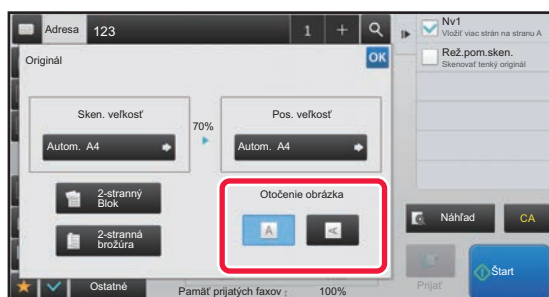 Adresa 123 1 +
Originál OK
Sken. veľkosť
Autom. A4
70%
Pos. veľkosť
Autom. A4
2-stranný
Blok
2-stranná
brožúra
Otočenie obrázka
A A
Ostatné
Pamäť prijatých faxov : 100%
Nv1
Vložiť viac strán na stranu A
Rež.pom.sken.
Skenovať tenký originál
Náhľad
CA
Prijať
Štart